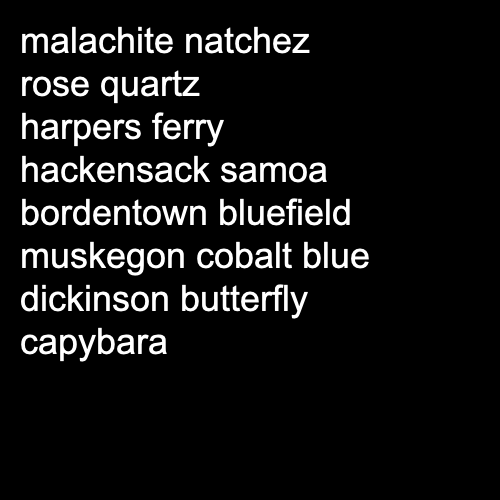 malachite natchez
rose quartz
harpers ferry
hackensack samoa
bordentown bluefield
muskegon cobalt blue
dickinson butterfly
capybara